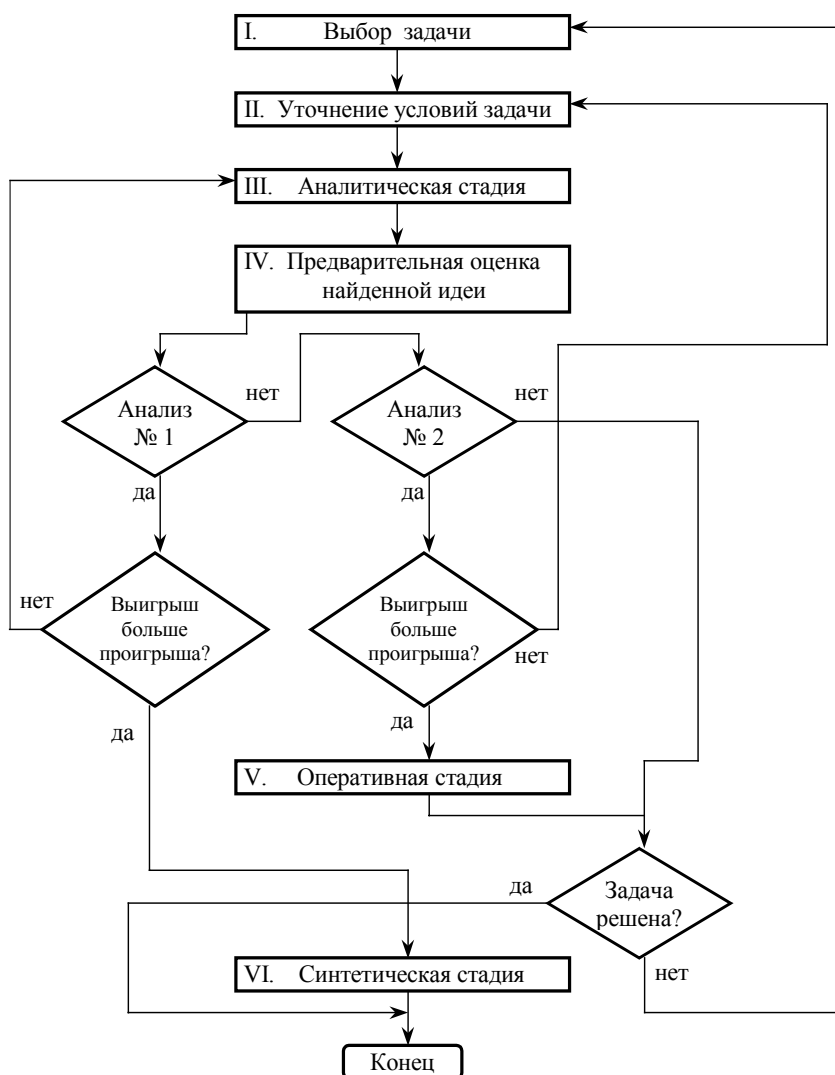 I. Выбор задачи
II. Уточнение условий задачи
III. Аналитическая стадия
IV. Предварительная оценка
найденной идеи
нет
нет
Анализ
№ 1
Анализ
№ 2
да
да
нет
Выигрыш
больше
проигрыша?
Выигрыш
больше
проигрыша?
нет
да
да
V. Оперативная стадия
да
Задача
решена?
VI. Синтетическая стадия
нет
Конец